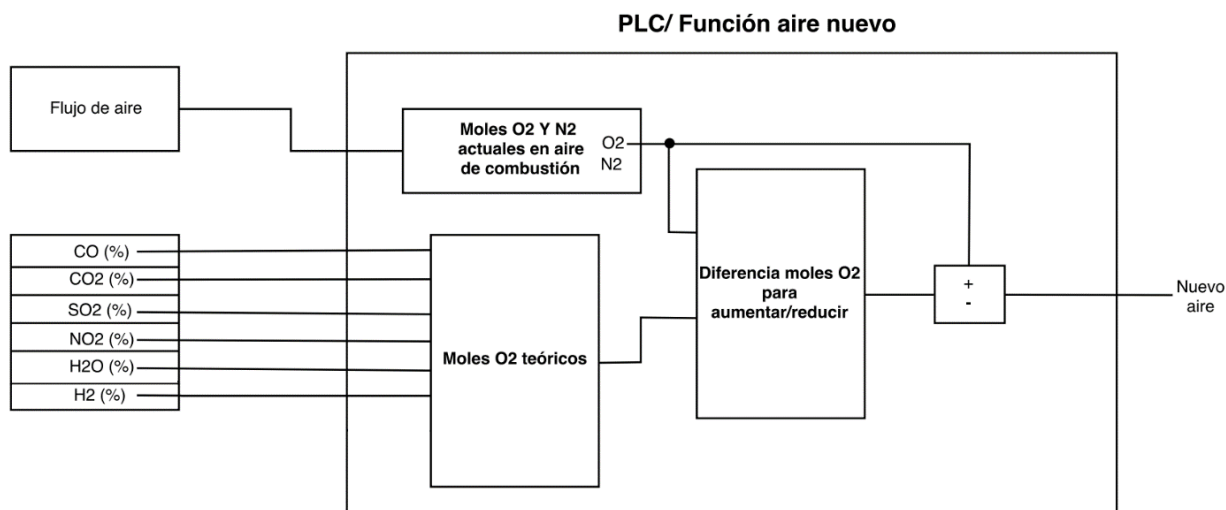 PLC/ Función aire nuevo
Flujo de aire
Moles O2 Y N2
actuales en aire
de combustión
O2
N2
CO (%)
CO2 (%)
SO2 (%)
NO2 (%)
H2O (%)
H2 (%)
Moles O2 teóricos
Diferencia moles O2
para
aumentar/reducir
+
-
Nuevo
aire